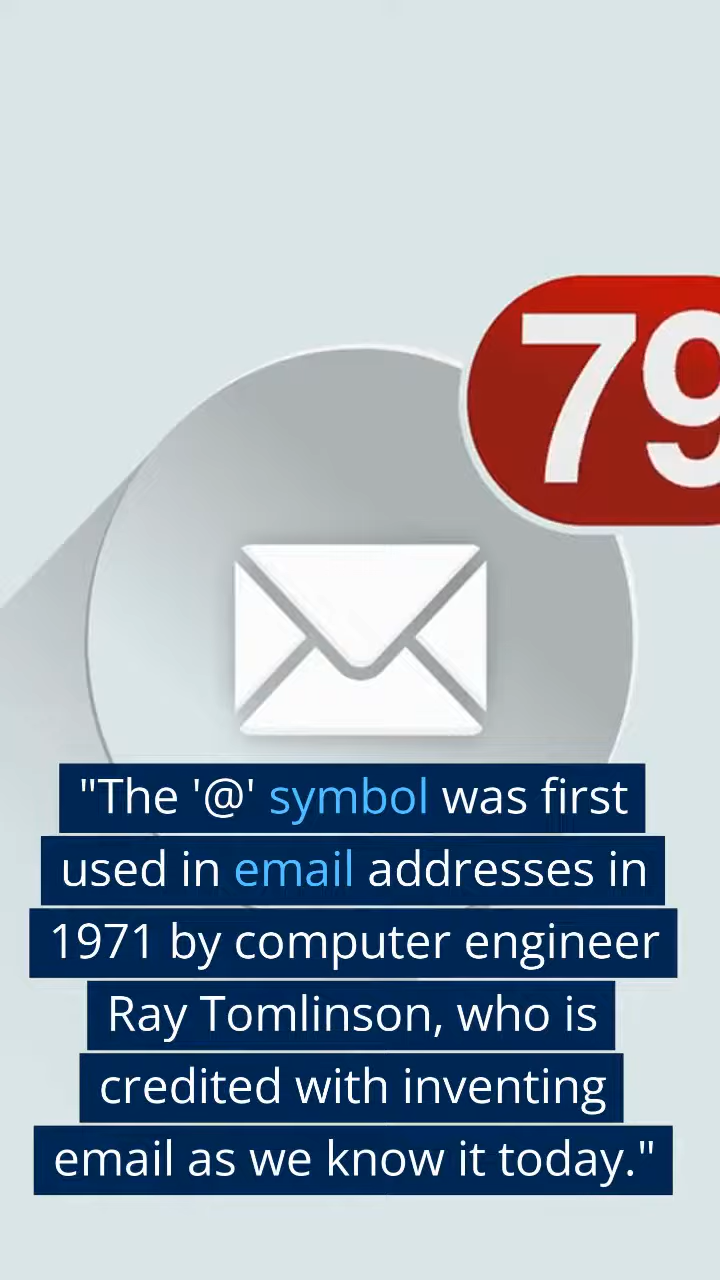 79
"The '@' symbol was first
used in email addresses in
1971 by computer engineer
Ray Tomlinson, who is
credited with inventing
email as we know it today."